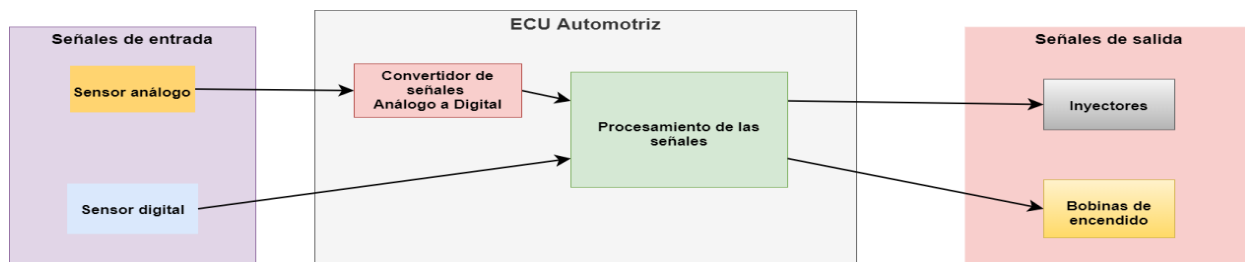 Señales de entrada
Sensor análogo
Sensor digital
ECU Automotriz
Convertidor de
señales
Análogo a Digital
Procesamiento de las
señales
Señales de salida
Inyectores
Bobinas de
encendido